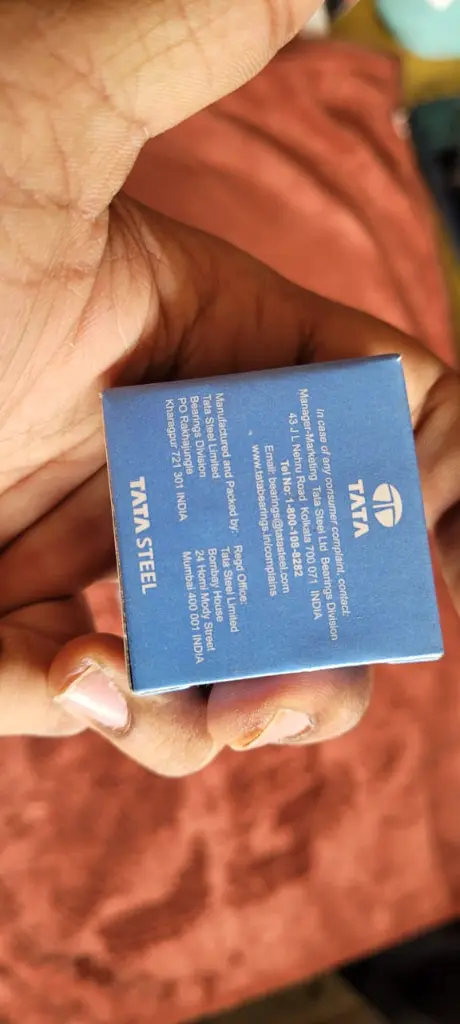 TATA
In case of any consumer complaint, contact:
Manager-Marketing Tata Steel Ltd Bearings Division
43 J L Nehru Road Kolkata 700 071 INDIA
Tel No: 1-800-108-8282
Email: bearings@tatasteel.com
www.tatabearings.in/complains
Manufactured and Packed by:
Tata Steel Limited
Bearings Division
PO Rakhajungle
Kharagpur 721 301 INDIA
Regd Office:
Tata Steel Limited
Bombay House
24 Homi Mody Street
Mumbai 400 001 INDIA
TATA STEEL